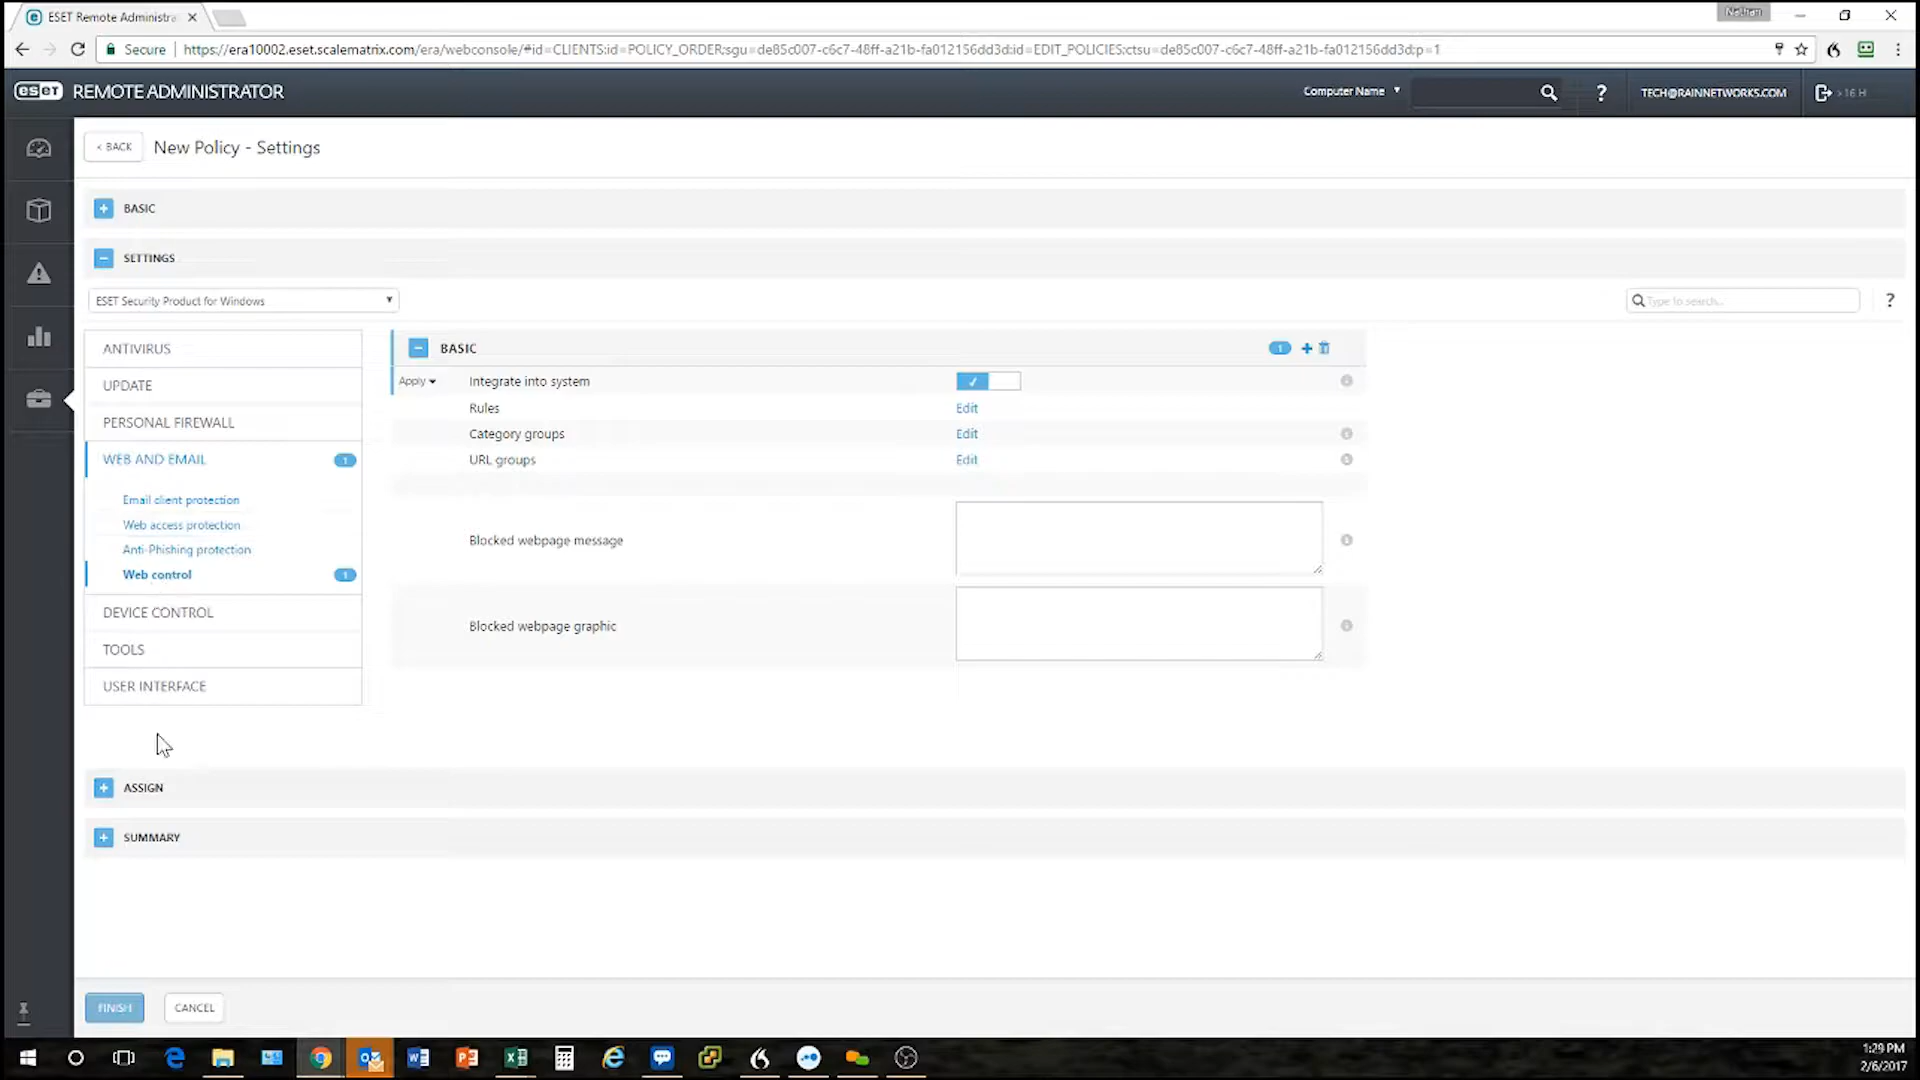 ESET Remote Administra
Nathan
Secure
https://era10002.eset.scalematrix.com/era/webconsole/#id=CLIENTS:id=POLICY_ORDER;sgu=de85c007-c6c7-48ff-a21b-fa012156dd3d:id=EDIT_POLICIES;ctsu=de85c007-c6c7-48ff-a21b-fa012156dd3d;p=1
eset REMOTE ADMINISTRATOR
Computer Name
?
TECH@RAINNETWORKS.COM
>16 H
< BACK
New Policy - Settings
BASIC
SETTINGS
ESET Security Product for Windows
Type to search...
?
ANTIVIRUS
UPDATE
PERSONAL FIREWALL
WEB AND EMAIL 1
Email client protection
Web access protection
Anti-Phishing protection
Web control 1
DEVICE CONTROL
TOOLS
USER INTERFACE
BASIC 1
Apply Integrate into system
Rules Edit
Category groups Edit
URL groups Edit
Blocked webpage message
Blocked webpage graphic
ASSIGN
SUMMARY
FINISH
CANCEL
1:29 PM
2/6/2017